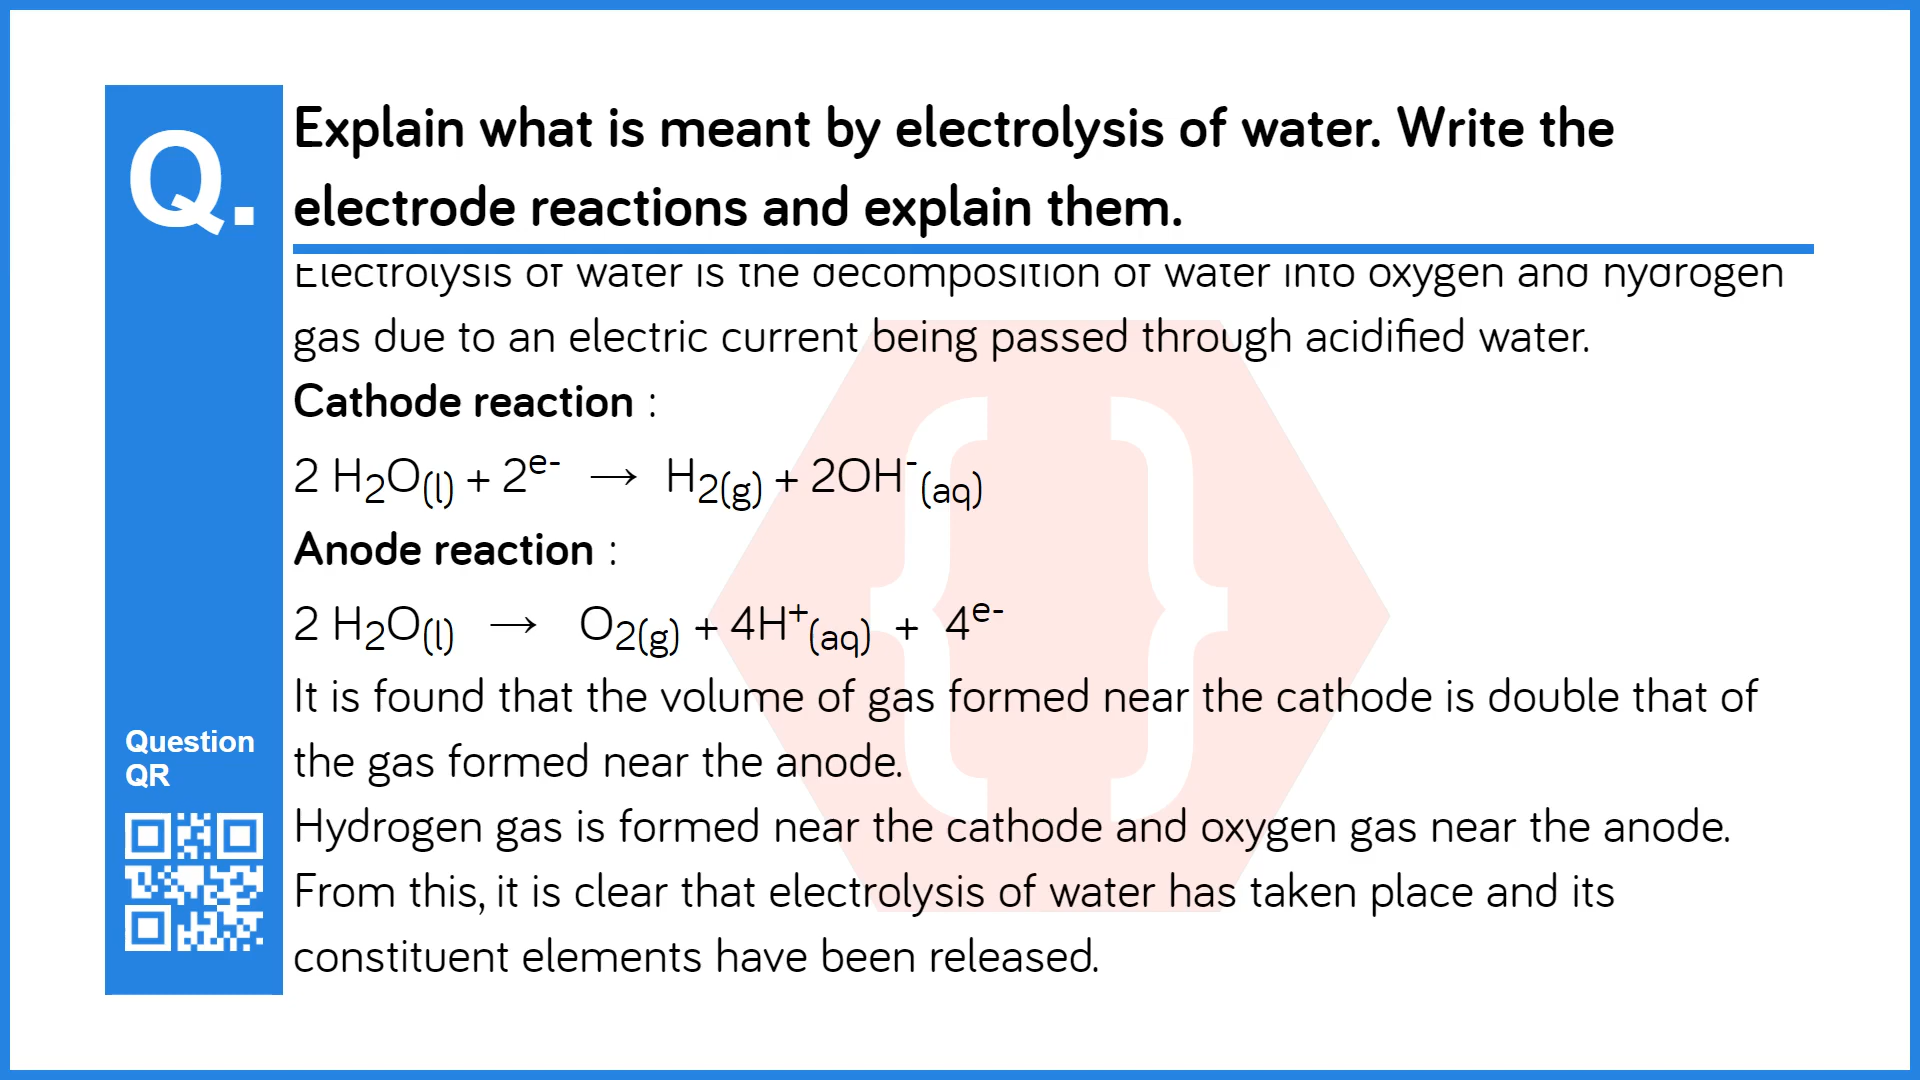 Q.
Explain what is meant by electrolysis of water. Write the
electrode reactions and explain them.
Electrolysis of water is the decomposition of water into oxygen and hydrogen
gas due to an electric current being passed through acidified water.
Cathode reaction :
2 H₂O₍l₎ + 2ᵉ⁻ → H₂₍g₎ + 2OH⁻₍aq₎
Anode reaction :
2 H₂O₍l₎ → O₂₍g₎ + 4H⁺₍aq₎ + 4ᵉ⁻
It is found that the volume of gas formed near the cathode is double that of
the gas formed near the anode.
Hydrogen gas is formed near the cathode and oxygen gas near the anode.
From this, it is clear that electrolysis of water has taken place and its
constituent elements have been released.
Question
QR